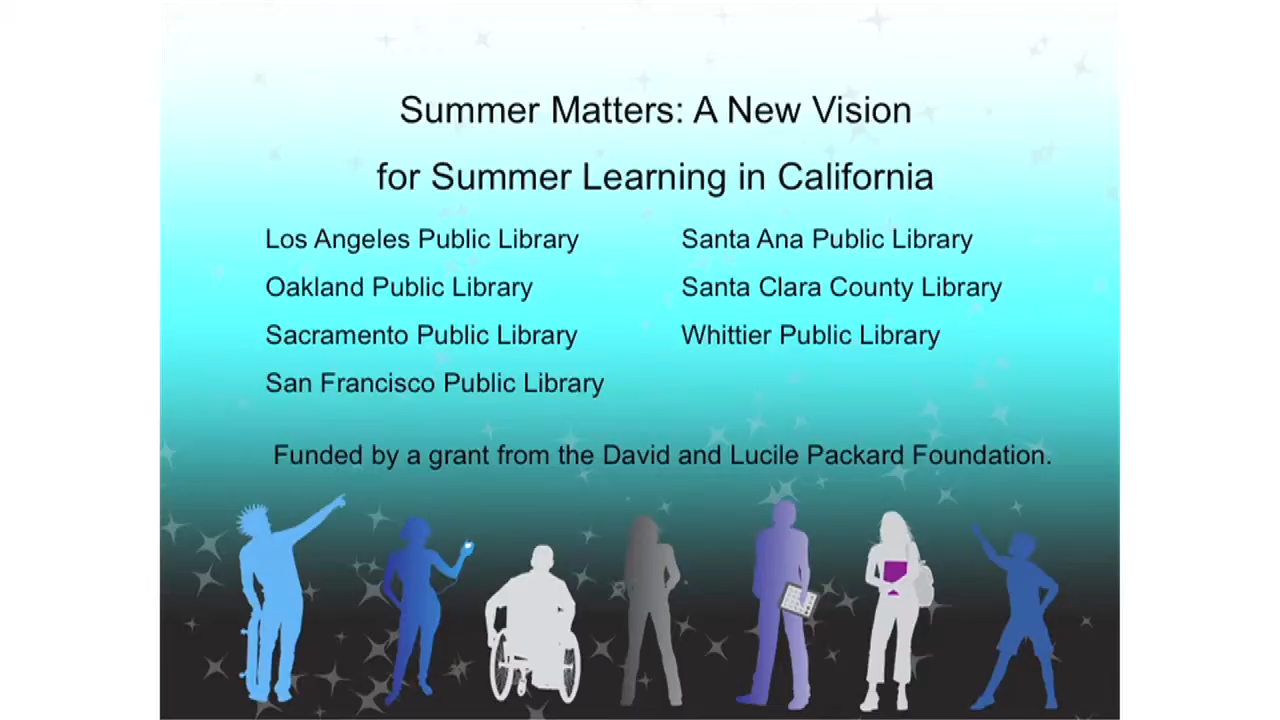 Summer Matters: A New Vision
for Summer Learning in California
Los Angeles Public Library
Oakland Public Library
Sacramento Public Library
San Francisco Public Library
Santa Ana Public Library
Santa Clara County Library
Whittier Public Library
Funded by a grant from the David and Lucile Packard Foundation.